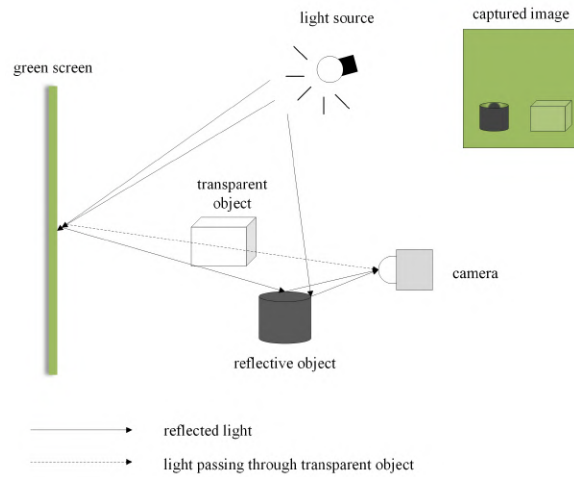 light source
captured image
green screen
transparent
object
camera
reflective object
reflected light
light passing through transparent object